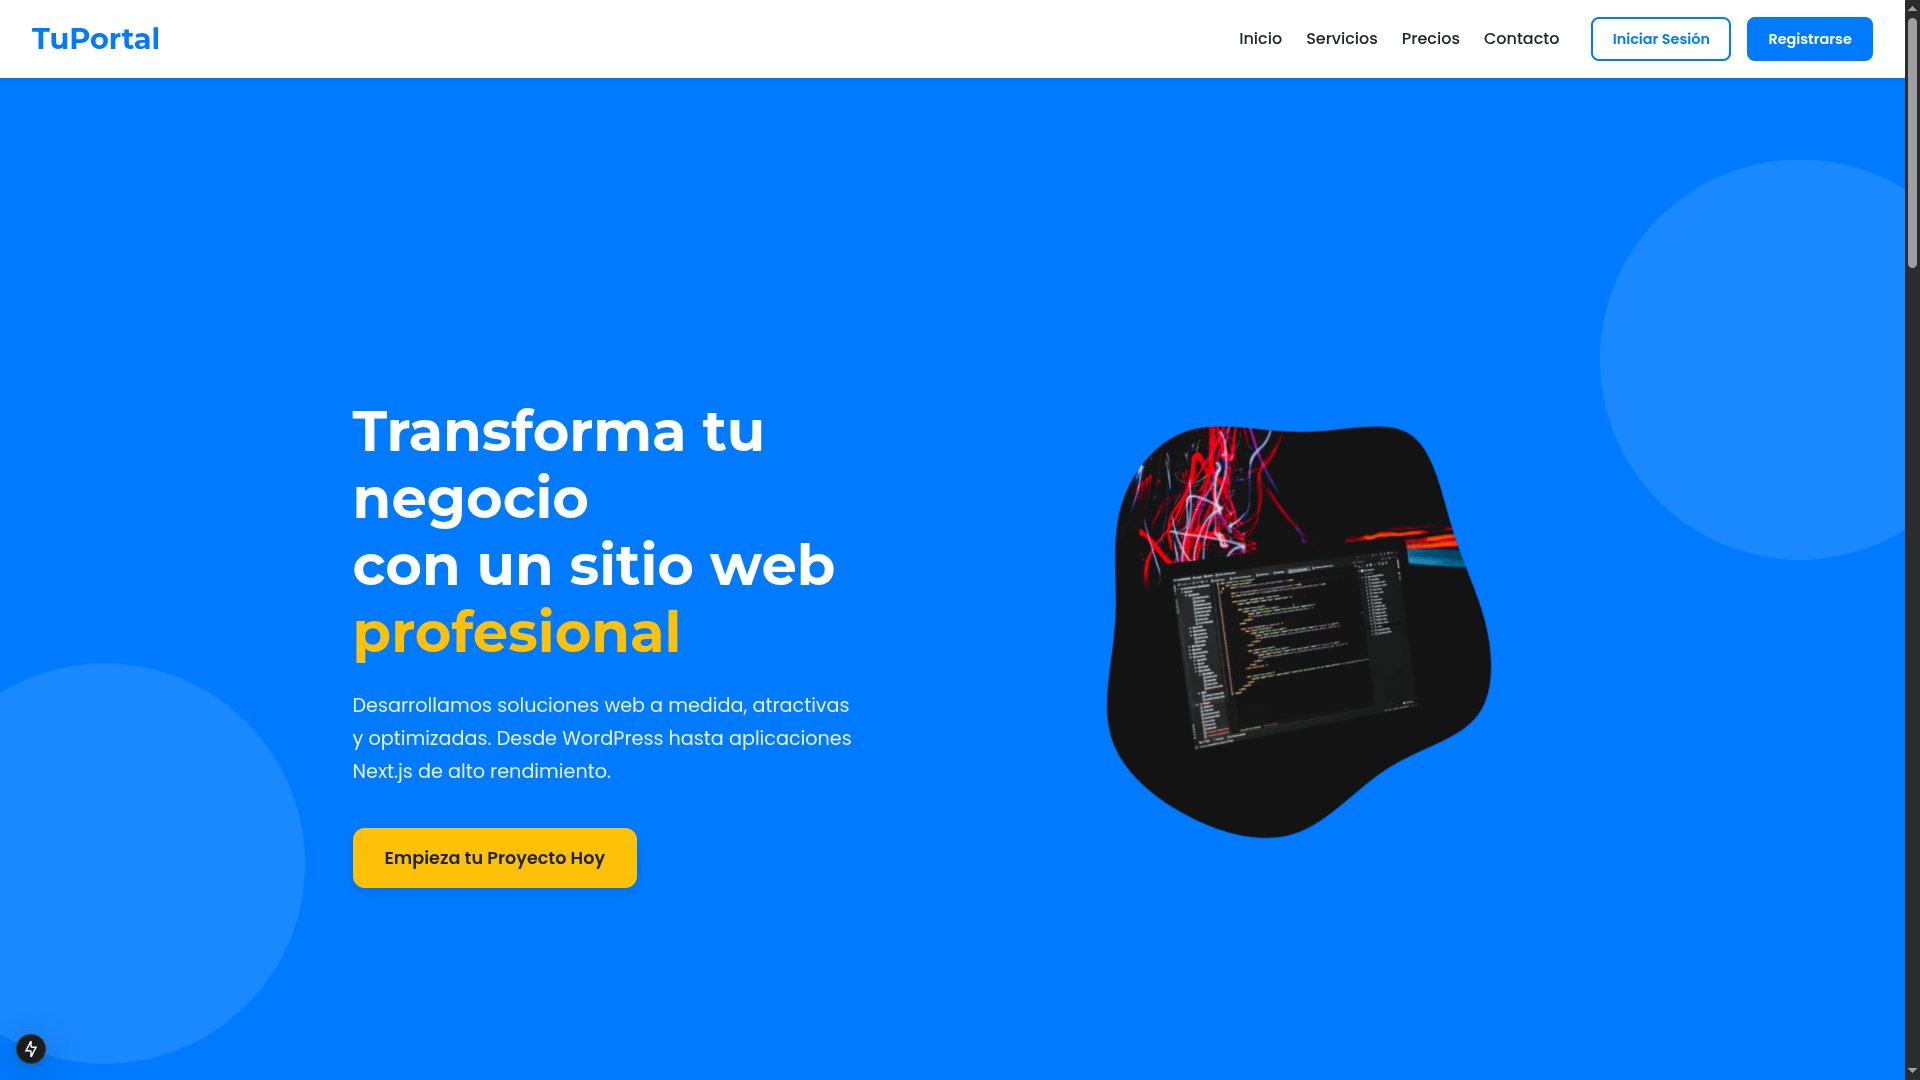 TuPortal
Inicio Servicios Precios Contacto Iniciar Sesión Registrarse
Transforma tu
negocio
con un sitio web
profesional
Desarrollamos soluciones web a medida, atractivas
y optimizadas. Desde WordPress hasta aplicaciones
Next.js de alto rendimiento.
Empieza tu Proyecto Hoy